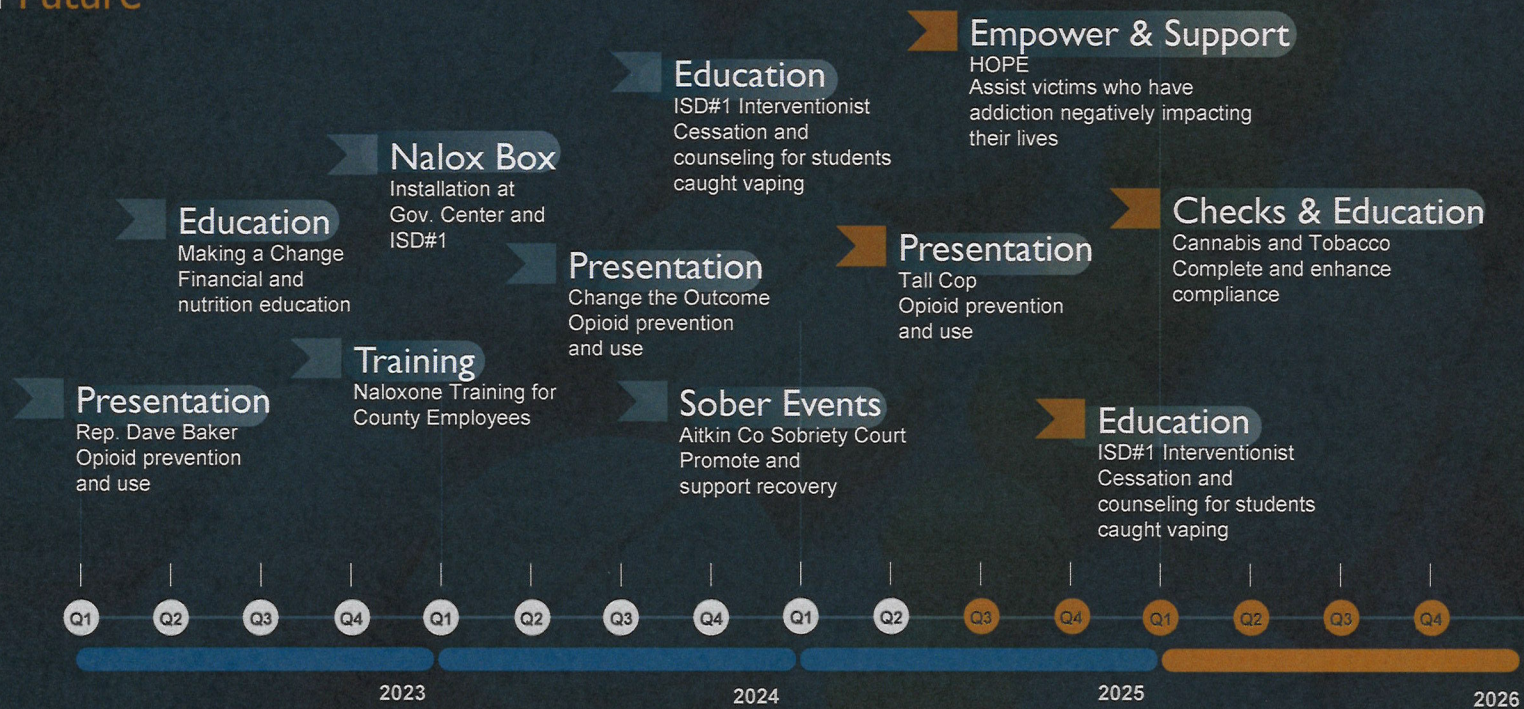 Future
Empower & Support
HOPE
Assist victims who have
addiction negatively impacting
their lives
Education
ISD#1 Interventionist
Cessation and
counseling for students
caught vaping
Nalox Box
Installation at
Gov. Center and
ISD#1
Education
Making a Change
Financial and
nutrition education
Checks & Education
Cannabis and Tobacco
Complete and enhance
compliance
Presentation
Tall Cop
Opioid prevention
and use
Presentation
Change the Outcome
Opioid prevention
and use
Training
Naloxone Training for
County Employees
Presentation
Rep. Dave Baker
Opioid prevention
and use
Sober Events
Aitkin Co Sobriety Court
Promote and
support recovery
Education
ISD#1 Interventionist
Cessation and
counseling for students
caught vaping
Q1 Q2 Q3 Q4 Q1 Q2 Q3 Q4 Q1 Q2 Q3 Q4 Q1 Q2 Q3 Q4
2023 2024 2025 2026